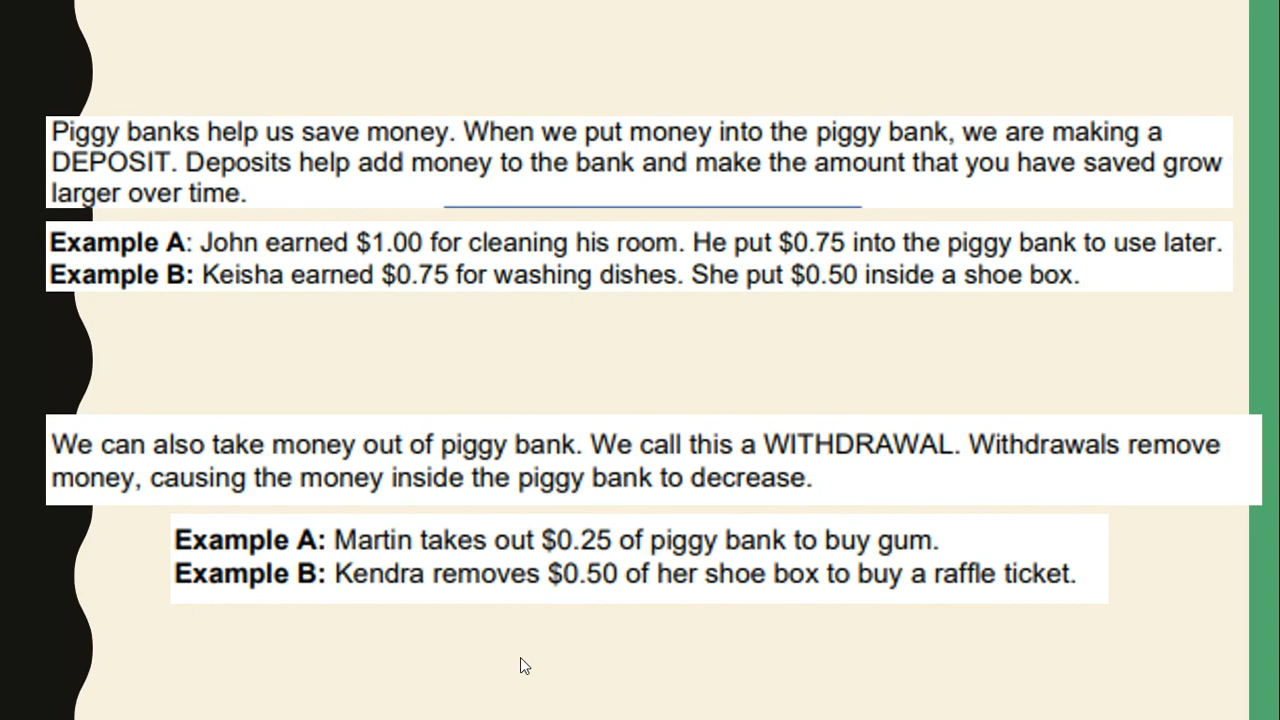 Piggy banks help us save money. When we put money into the piggy bank, we are making a
DEPOSIT. Deposits help add money to the bank and make the amount that you have saved grow
larger over time.
Example A: John earned $1.00 for cleaning his room. He put $0.75 into the piggy bank to use later.
Example B: Keisha earned $0.75 for washing dishes. She put $0.50 inside a shoe box.
We can also take money out of piggy bank. We call this a WITHDRAWAL. Withdrawals remove
money, causing the money inside the piggy bank to decrease.
Example A: Martin takes out $0.25 of piggy bank to buy gum.
Example B: Kendra removes $0.50 of her shoe box to buy a raffle ticket.